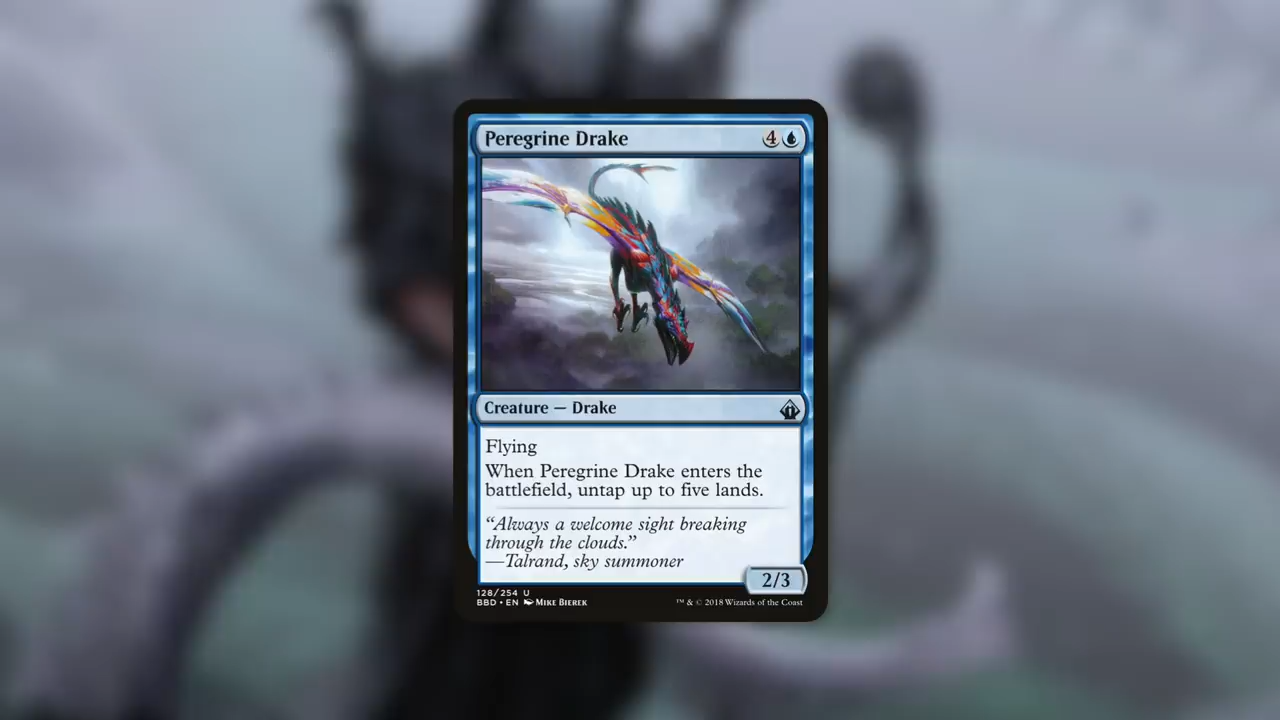 Peregrine Drake 4
Creature — Drake
Flying
When Peregrine Drake enters the
battlefield, untap up to five lands.
“Always a welcome sight breaking
through the clouds.”
—Talrand, sky summoner
2/3
128/254 U
BBD • EN Mike Bierek
™ & © 2018 Wizards of the Coast